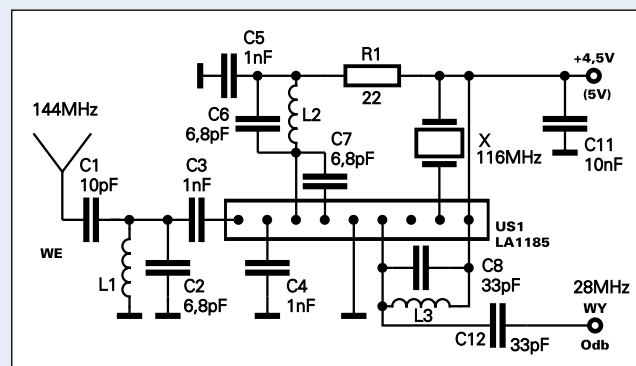 C5
1nF
R1
22
+4,5V
(5V)
144MHz
C6
6,8pF
L2
C7
6,8pF
X
116MHz
C11
10nF
C1
10pF
C3
1nF
US1
LA1185
WE
L1
C2
6,8pF
C4
1nF
C8
33pF
L3
C12
33pF
28MHz
WY
Odb